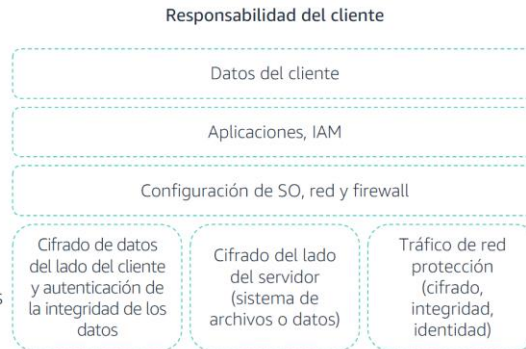 Responsabilidad del cliente
Datos del cliente
Aplicaciones, IAM
Configuración de SO, red y firewall
Cifrado de datos
del lado del cliente
y autenticación de
la integridad de los
datos
Cifrado del lado
del servidor
(sistema de
archivos o datos)
Tráfico de red
protección
(cifrado,
integridad,
identidad)
s